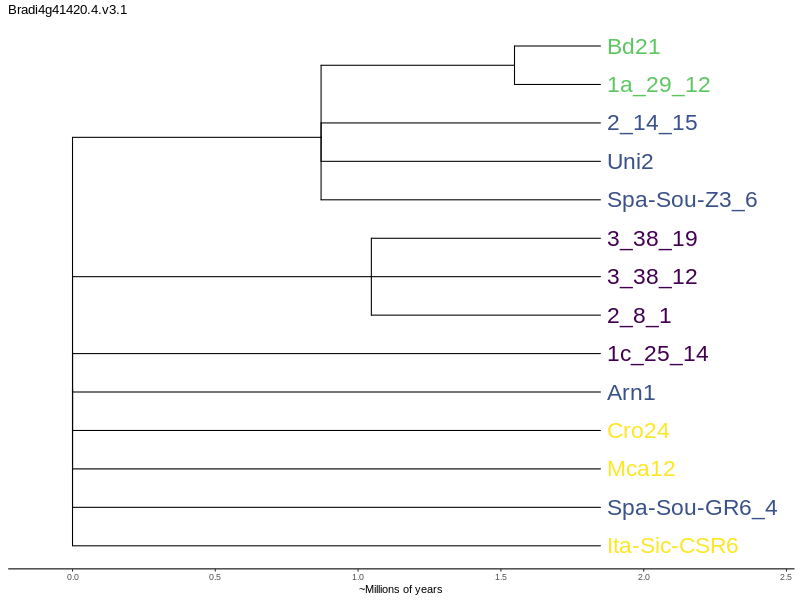 Bradi4g41420.4.v3.1
Bd21
1a_29_12
2_14_15
Uni2
Spa-Sou-Z3_6
3_38_19
3_38_12
2_8_1
1c_25_14
Arn1
Cro24
Mca12
Spa-Sou-GR6_4
Ita-Sic-CSR6
0.0 0.5 1.0 1.5 2.0 2.5
~Millions of years